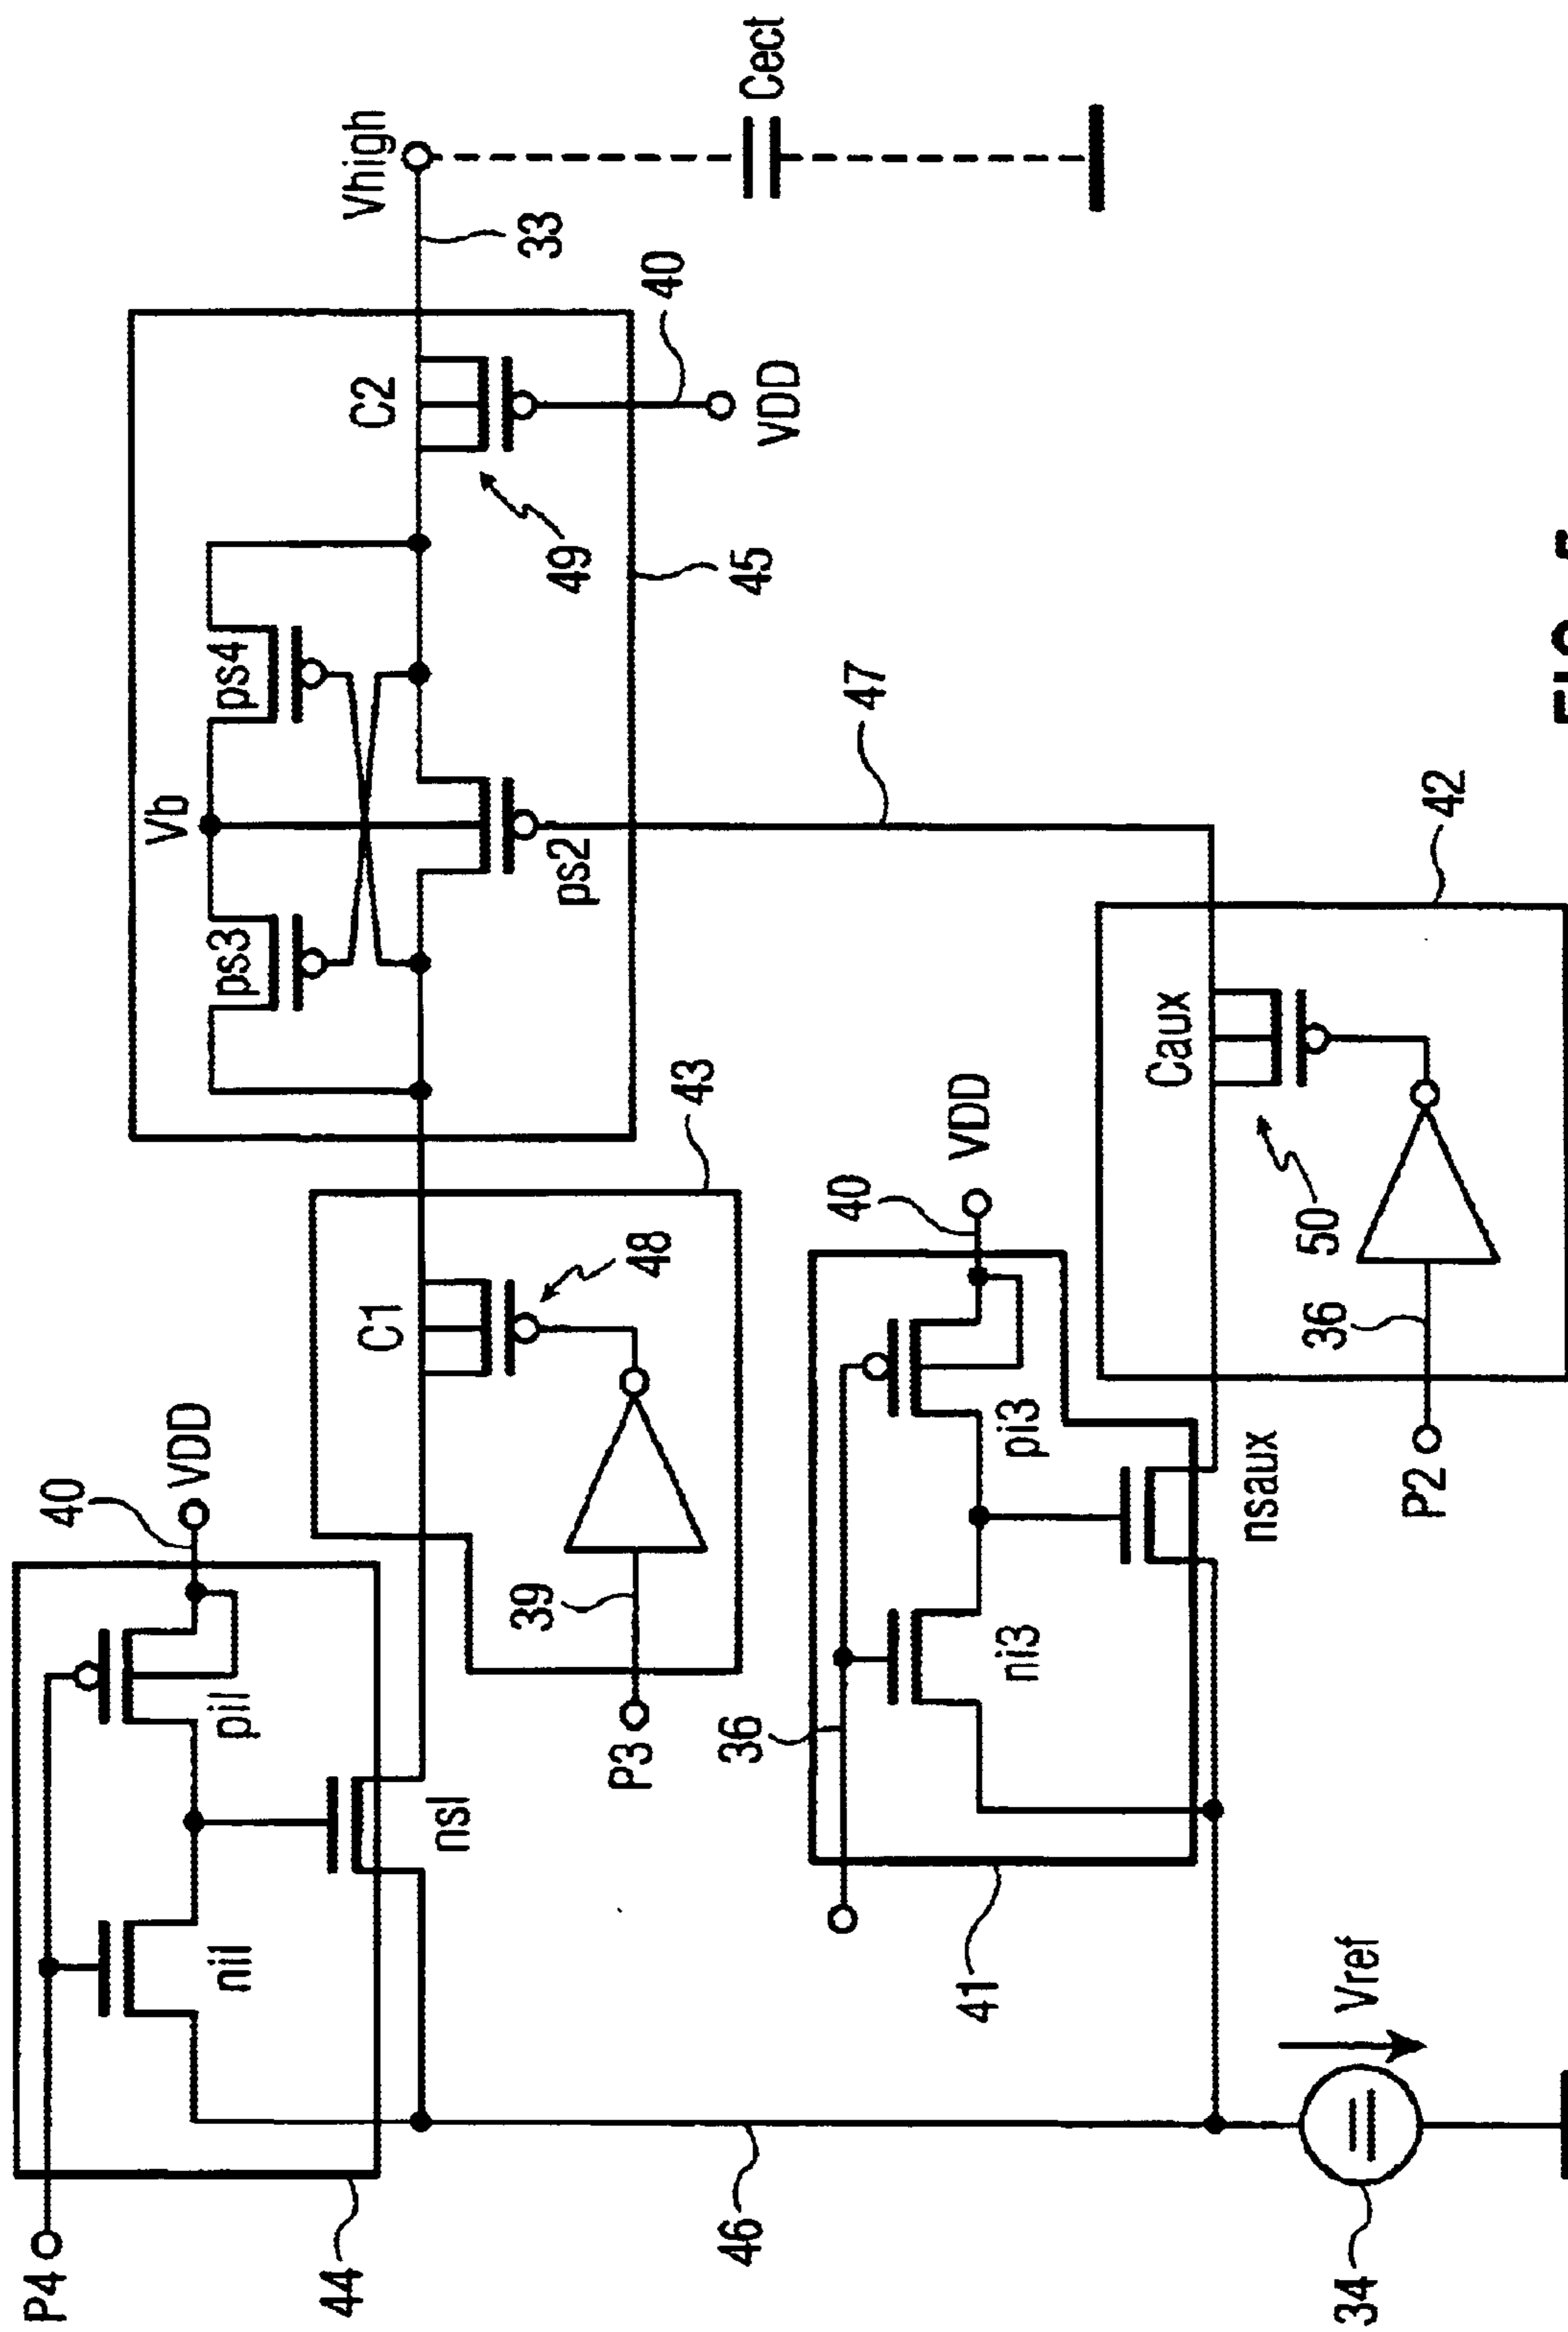 P4
44
nil
pil
40
VDD
nsl
C1
48
43
39
P3
Vb
ps3
ps4
ps2
C2
49
45
40
VDD
Vhigh
33
Cect
46
36
ni3
pi3
40
VDD
nsaux
41
47
Caux
50
36
P2
42
34
Vref